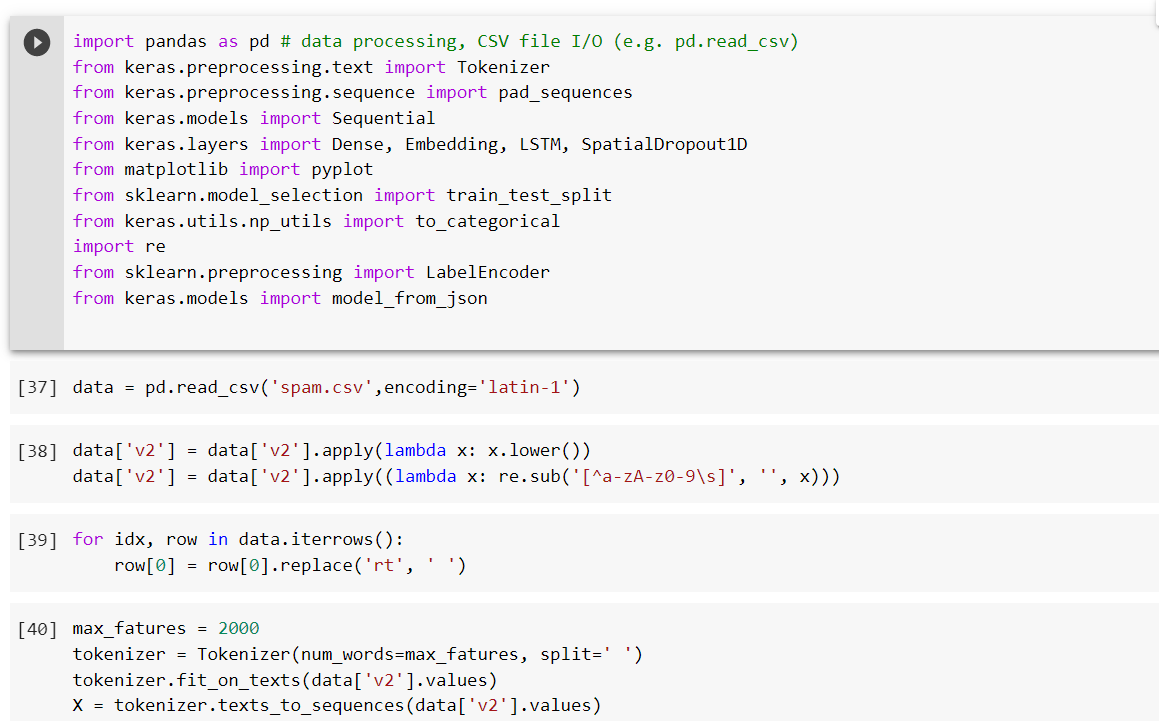 import pandas as pd # data processing, CSV file I/O (e.g. pd.read_csv)
from keras.preprocessing.text import Tokenizer
from keras.preprocessing.sequence import pad_sequences
from keras.models import Sequential
from keras.layers import Dense, Embedding, LSTM, SpatialDropout1D
from matplotlib import pyplot
from sklearn.model_selection import train_test_split
from keras.utils.np_utils import to_categorical
import re
from sklearn.preprocessing import LabelEncoder
from keras.models import model_from_json
[37] data = pd.read_csv('spam.csv',encoding='latin-1')
[38] data['v2'] = data['v2'].apply(lambda x: x.lower())
data['v2'] = data['v2'].apply((lambda x: re.sub('[^a-zA-z0-9\s]', '', x)))
[39] for idx, row in data.iterrows():
    row[0] = row[0].replace('rt', ' ')
[40] max_fatures = 2000
tokenizer = Tokenizer(num_words=max_fatures, split=' ')
tokenizer.fit_on_texts(data['v2'].values)
X = tokenizer.texts_to_sequences(data['v2'].values)